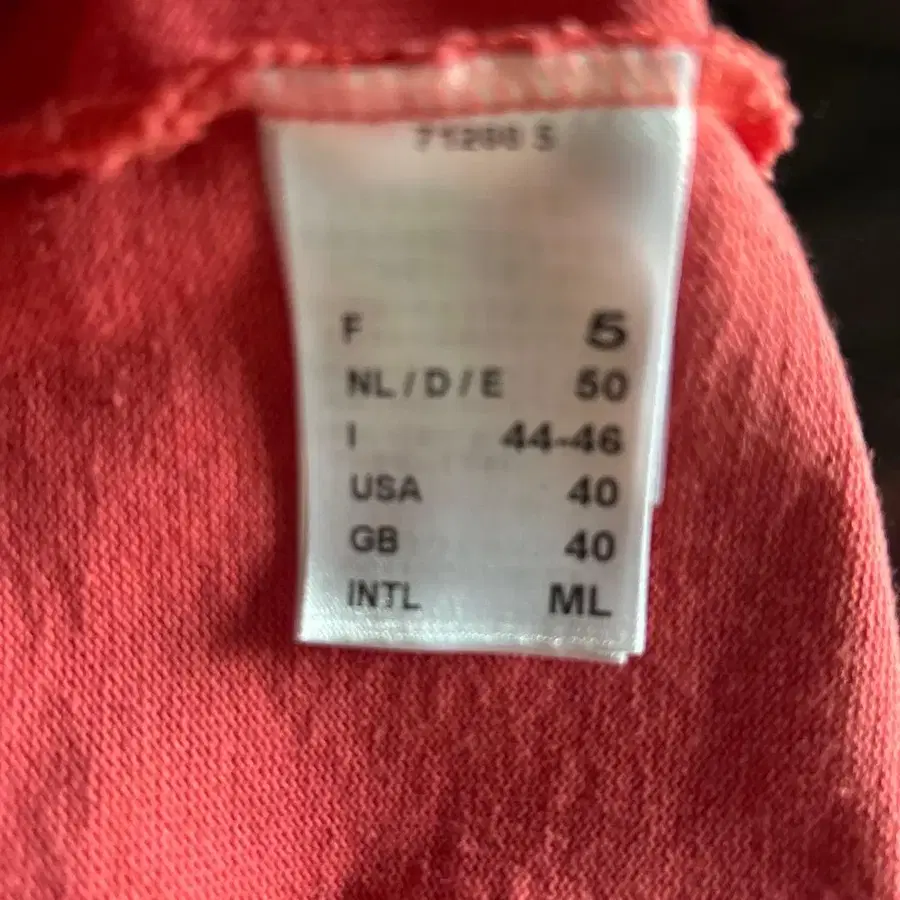 F 5
NL / D / E 50
I 44-46
USA 40
GB 40
INTL ML